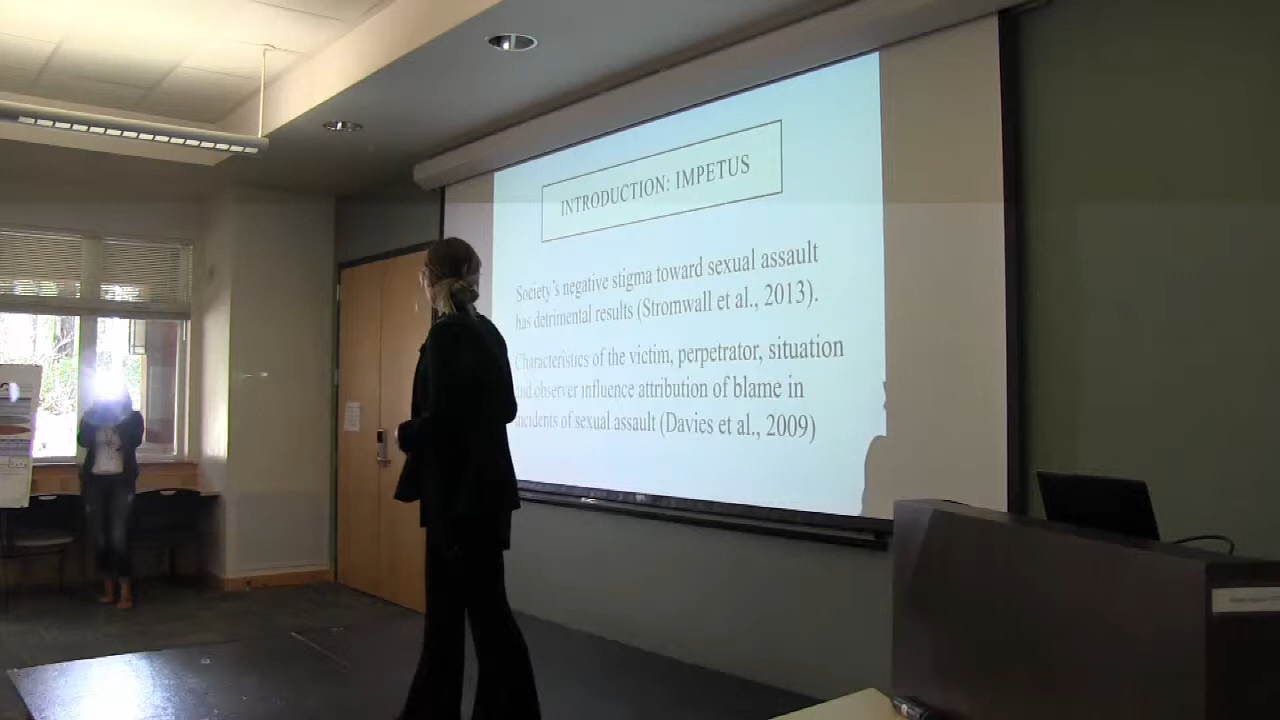 INTRODUCTION: IMPETUS
Society's negative stigma toward sexual assault
has detrimental results (Stromwall et al., 2013).
Characteristics of the victim, perpetrator, situation
and observer influence attribution of blame in
incidents of sexual assault (Davies et al., 2009)